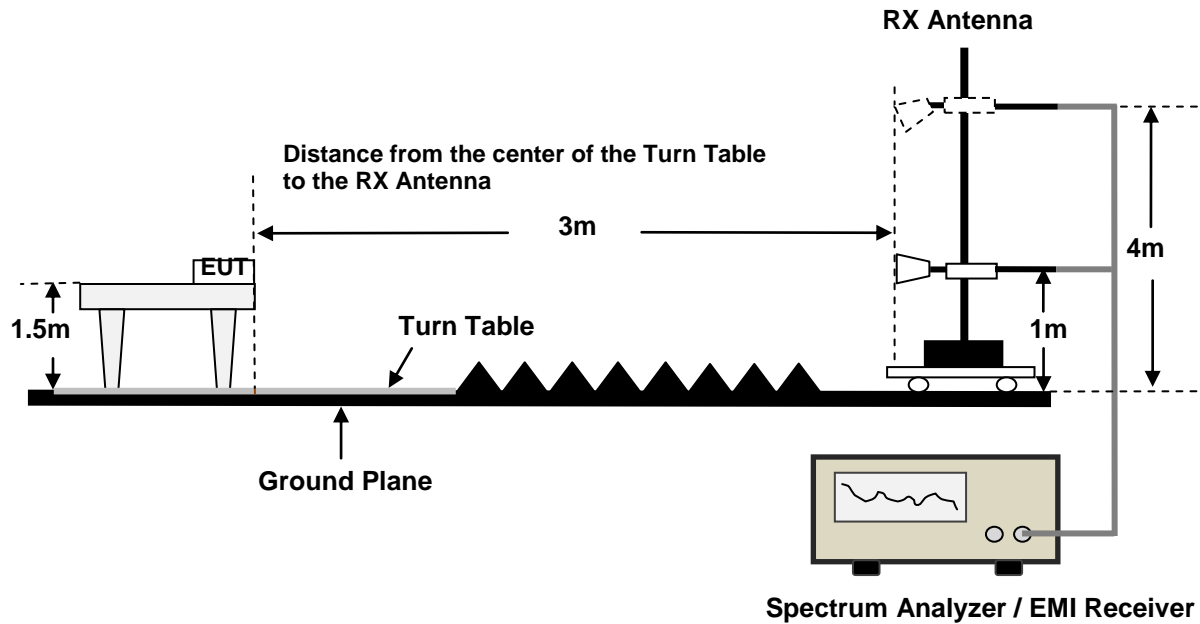 RX Antenna
Distance from the center of the Turn Table
to the RX Antenna
3m
4m
EUT
1.5m
Turn Table
1m
Ground Plane
Spectrum Analyzer / EMI Receiver